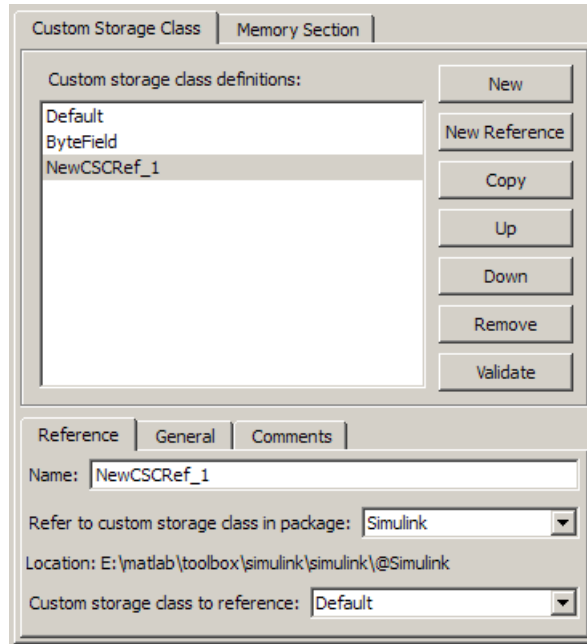 Custom Storage Class Memory Section
Custom storage class definitions:
New
Default
ByteField
New Reference
NewCSCRef_1
Copy
Up
Down
Remove
Validate
Reference General Comments
Name: NewCSCRef_1
Refer to custom storage class in package: Simulink
Location: E:\matlab\toolbox\simulink\simulink\@Simulink
Custom storage class to reference: Default